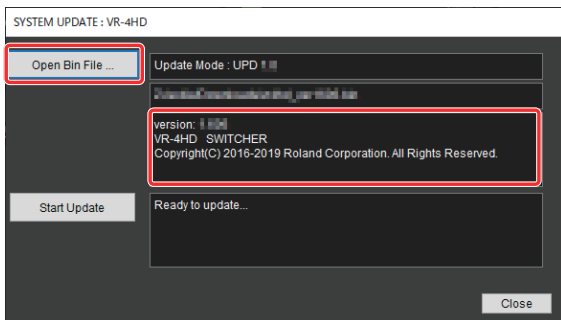 SYSTEM UPDATE : VR-4HD
Open Bin File ...
Update Mode : UPD
version:
VR-4HD SWITCHER
Copyright(C) 2016-2019 Roland Corporation. All Rights Reserved.
Start Update
Ready to update...
Close